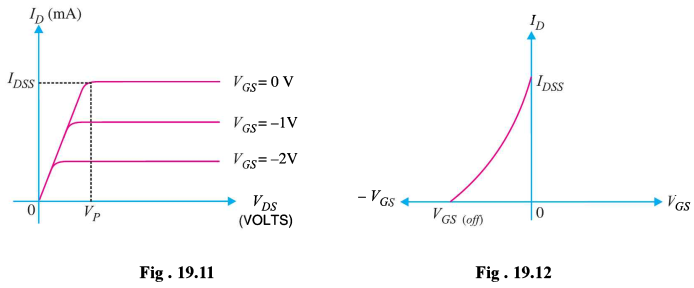 I_D (mA)
I_DSS
V_GS = 0 V
V_GS = –1V
V_GS = –2V
0
V_P
V_DS
(VOLTS)
Fig . 19.11
I_D
I_DSS
– V_GS
V_GS (off)
0
V_GS
Fig . 19.12